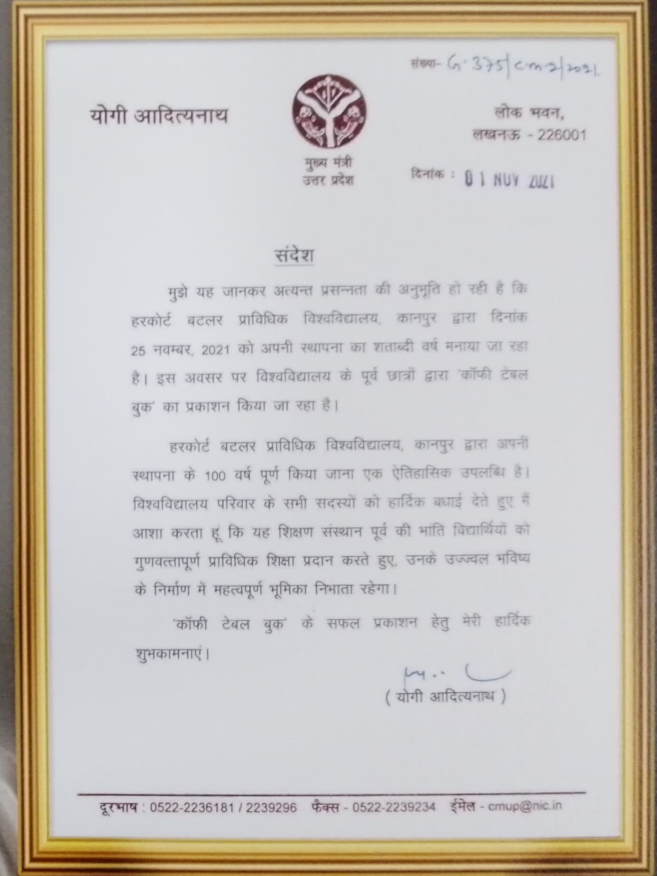 संख्या- G-375/C.M-2/2021
योगी आदित्यनाथ
मुख्य मंत्री
उत्तर प्रदेश
लोक भवन,
लखनऊ - 226001
दिनांक : 01 NOV 2021
संदेश
मुझे यह जानकर अत्यन्त प्रसन्नता की अनुभूति हो रही है कि
हरकोर्ट बटलर प्राविधिक विश्वविद्यालय, कानपुर द्वारा दिनांक
25 नवम्बर, 2021 को अपनी स्थापना का शताब्दी वर्ष मनाया जा रहा
है। इस अवसर पर विश्वविद्यालय के पूर्व छात्रों द्वारा 'कॉफी टेबल
बुक' का प्रकाशन किया जा रहा है।
हरकोर्ट बटलर प्राविधिक विश्वविद्यालय, कानपुर द्वारा अपनी
स्थापना के 100 वर्ष पूर्ण किया जाना एक ऐतिहासिक उपलब्धि है।
विश्वविद्यालय परिवार के सभी सदस्यों को हार्दिक बधाई देते हुए मैं
आशा करता हूं कि यह शिक्षण संस्थान पूर्व की भांति विद्यार्थियों को
गुणवत्तापूर्ण प्राविधिक शिक्षा प्रदान करते हुए, उनके उज्ज्वल भविष्य
के निर्माण में महत्वपूर्ण भूमिका निभाता रहेगा।
'कॉफी टेबल बुक' के सफल प्रकाशन हेतु मेरी हार्दिक
शुभकामनाएं।
( योगी आदित्यनाथ )
दूरभाष : 0522-2236181 / 2239296 फैक्स - 0522-2239234 ईमेल - cmup@nic.in